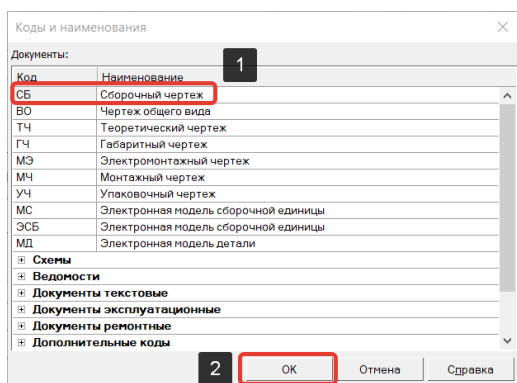 Коды и наименования
Документы:
1
Код Наименование
СБ Сборочный чертеж
ВО Чертеж общего вида
ТЧ Теоретический чертеж
ГЧ Габаритный чертеж
МЭ Электромонтажный чертеж
МЧ Монтажный чертеж
УЧ Упаковочный чертеж
МС Электронная модель сборочной единицы
ЭСБ Электронная модель сборочной единицы
МД Электронная модель детали
Схемы
Ведомости
Документы текстовые
Документы эксплуатационные
Документы ремонтные
Дополнительные коды
2 ОК Отмена Справка